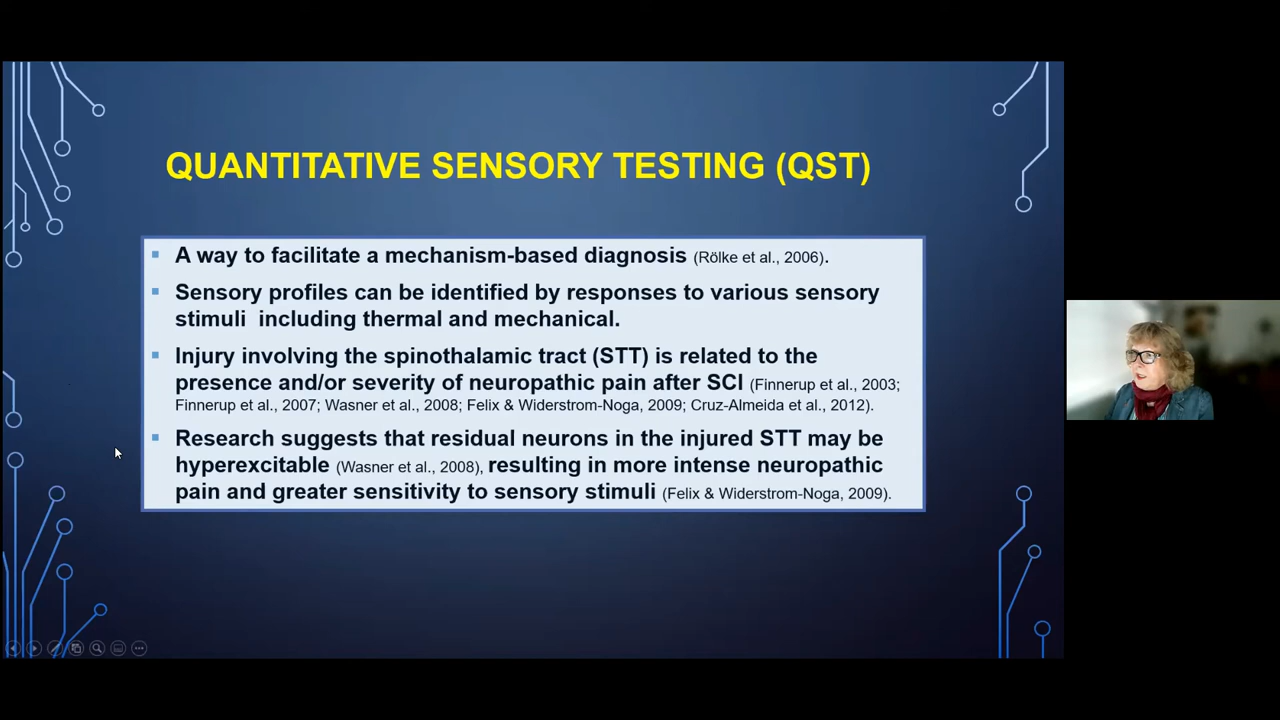 QUANTITATIVE SENSORY TESTING (QST)
A way to facilitate a mechanism-based diagnosis (Rölke et al., 2006).
Sensory profiles can be identified by responses to various sensory
stimuli including thermal and mechanical.
Injury involving the spinothalamic tract (STT) is related to the
presence and/or severity of neuropathic pain after SCI (Finnerup et al., 2003;
Finnerup et al., 2007; Wasner et al., 2008; Felix & Widerstrom-Noga, 2009; Cruz-Almeida et al., 2012).
Research suggests that residual neurons in the injured STT may be
hyperexcitable (Wasner et al., 2008), resulting in more intense neuropathic
pain and greater sensitivity to sensory stimuli (Felix & Widerstrom-Noga, 2009).